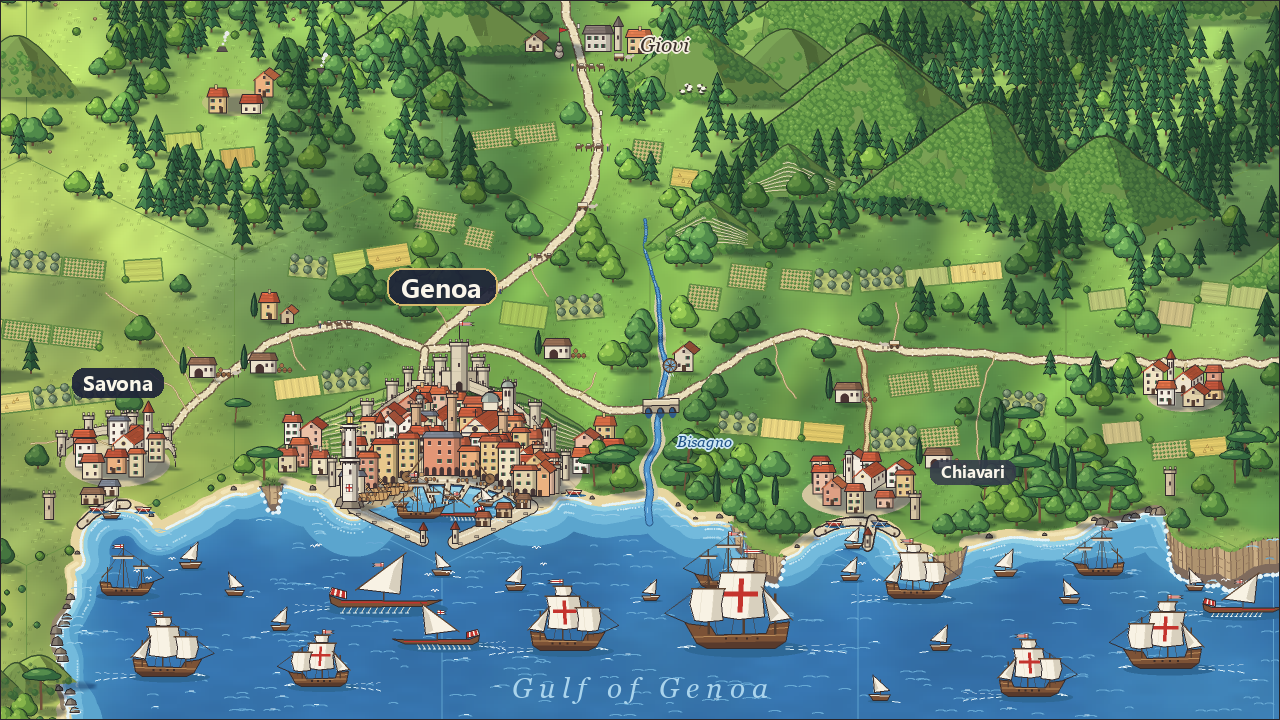 Giovi
Genoa
Savona
Bisagno
Chiavari
Gulf of Genoa